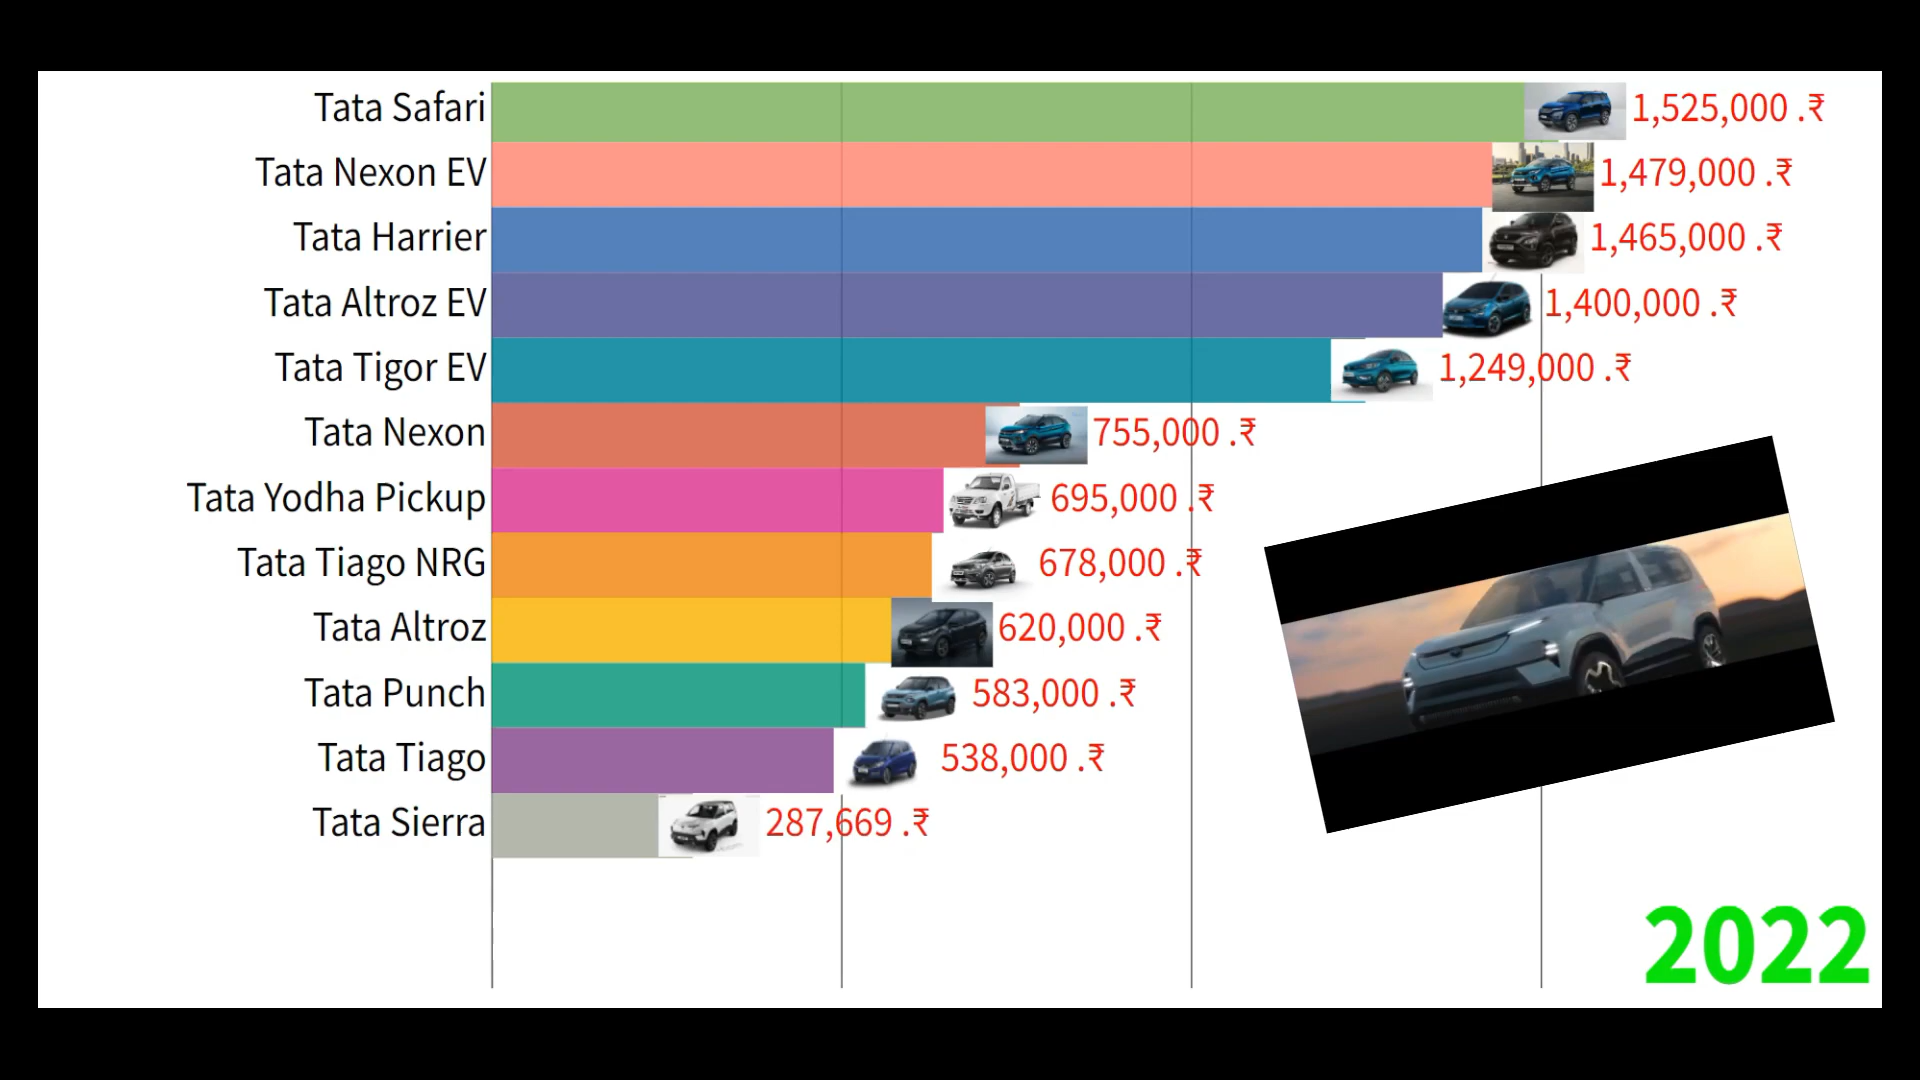 Tata Safari 1,525,000 .₹
Tata Nexon EV 1,479,000 .₹
Tata Harrier 1,465,000 .₹
Tata Altroz EV 1,400,000 .₹
Tata Tigor EV 1,249,000 .₹
Tata Nexon 755,000 .₹
Tata Yodha Pickup 695,000 .₹
Tata Tiago NRG 678,000 .₹
Tata Altroz 620,000 .₹
Tata Punch 583,000 .₹
Tata Tiago 538,000 .₹
Tata Sierra 287,669 .₹
2022